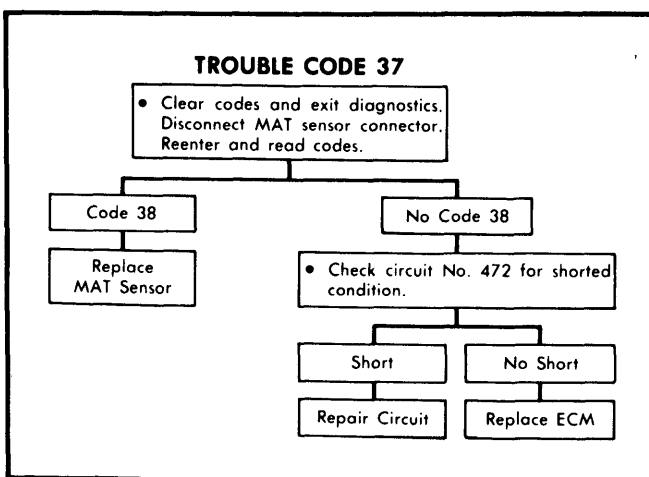 TROUBLE CODE 37
• Clear codes and exit diagnostics.
Disconnect MAT sensor connector.
Reenter and read codes.
Code 38
No Code 38
Replace
MAT Sensor
• Check circuit No. 472 for shorted
condition.
Short
No Short
Repair Circuit
Replace ECM